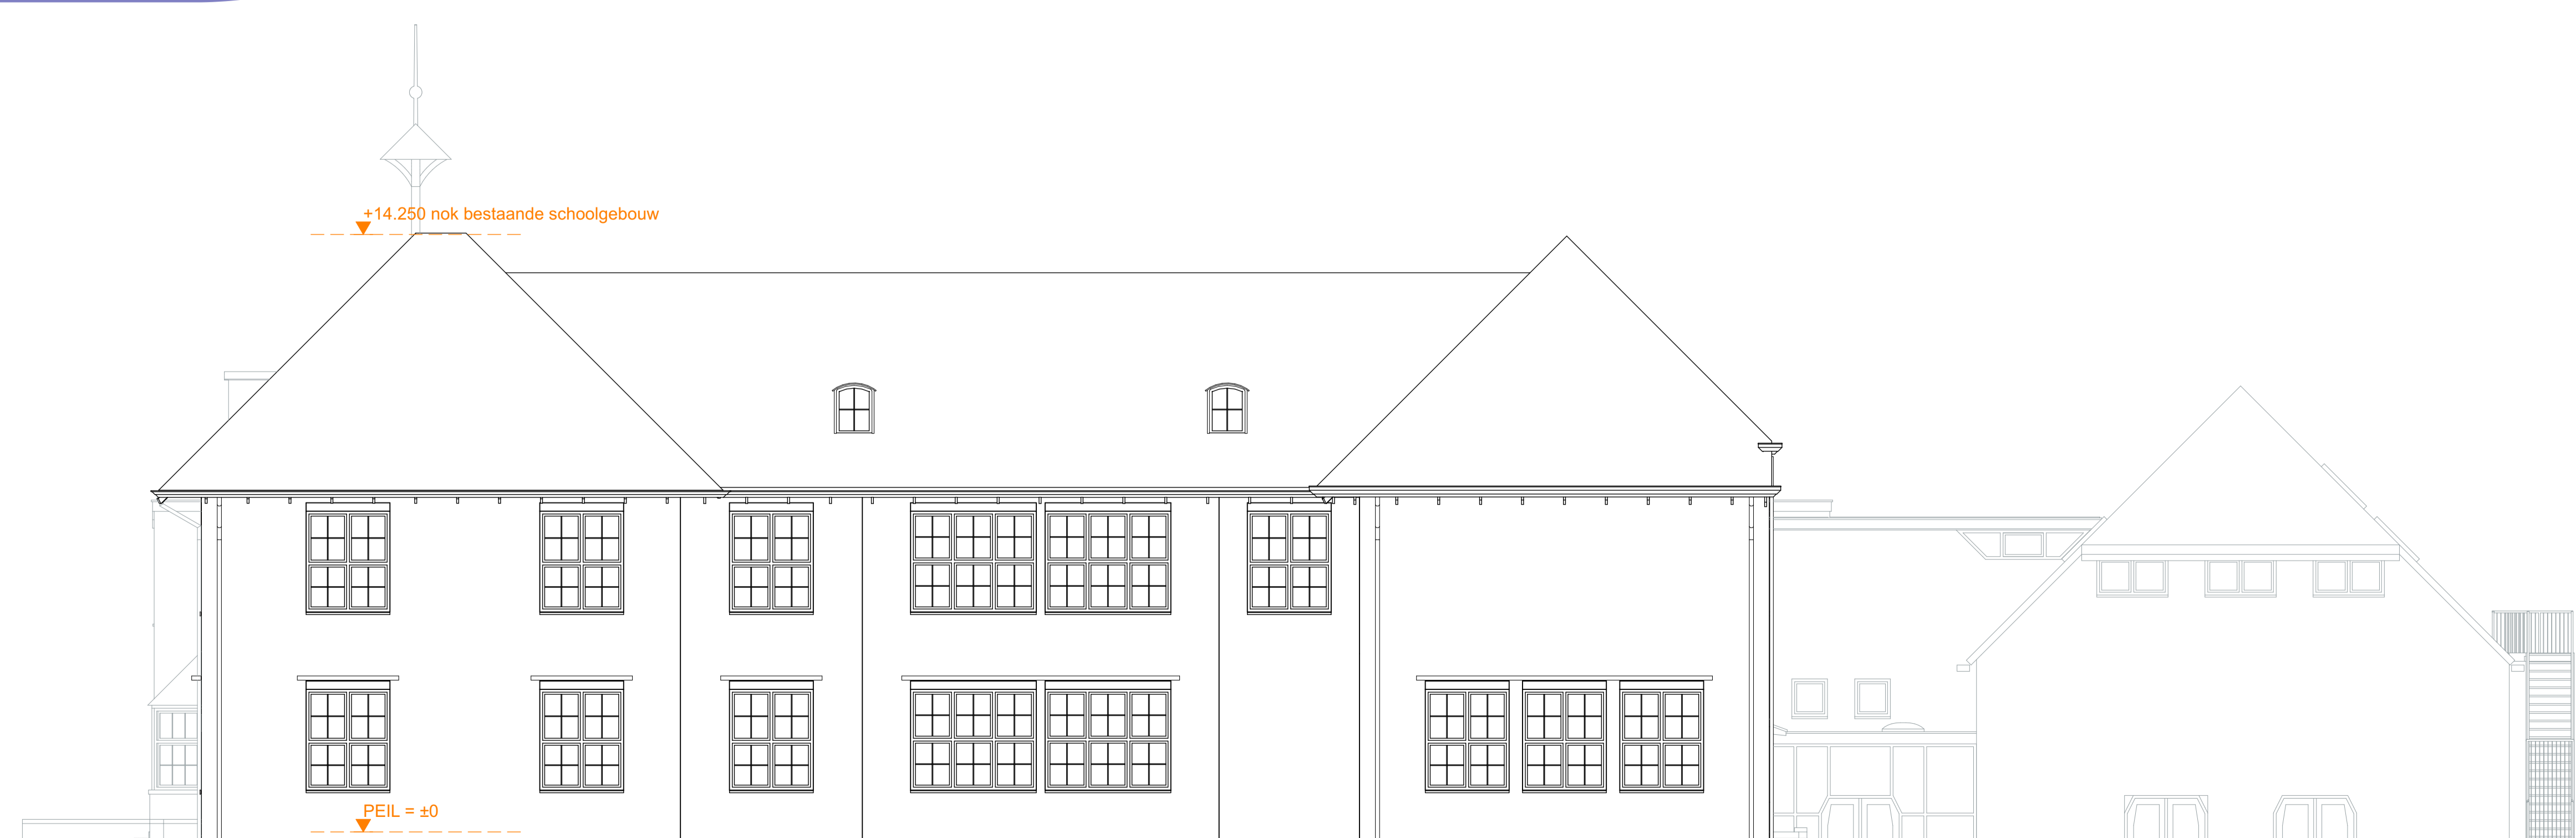 +14.250 nok bestaande schoolgebouw
PEIL = ±0